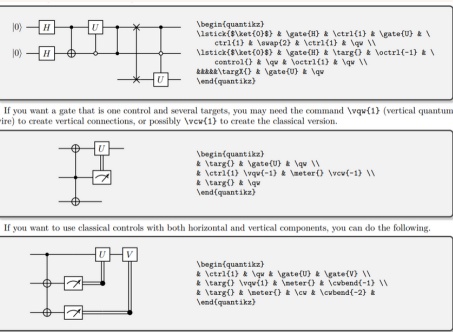 |0⟩ H U
|0⟩ H
U
\begin{quantikz}
\lstick{$\ket{0}$} & \gate{H} & \ctrl{1} & \gate{U} & \
ctrl{1} & \swap{2} & \ctrl{1} & \qw \\
\lstick{$\ket{0}$} & \gate{H} & \targ{} & \octrl{-1} & \
control{} & \qw & \octrl{1} & \qw \\
&&&&&\targX{} & \gate{U} & \qw
\end{quantikz}
If you want a gate that is one control and several targets, you may need the command \vqw{1} (vertical quantum
wire) to create vertical connections, or possibly \vcw{1} to create the classical version.
U
\begin{quantikz}
& \targ{} & \gate{U} & \qw \\
& \ctrl{1} \vqw{-1} & \meter{} \vcw{-1} \\
& \targ{} & \qw
\end{quantikz}
If you want to use classical controls with both horizontal and vertical components, you can do the following.
U V
\begin{quantikz}
& \ctrl{1} & \qw & \gate{U} & \gate{V} \\
& \targ{} \vqw{1} & \meter{} & \cwbend{-1} \\
& \targ{} & \meter{} & \cw & \cwbend{-2} &
\end{quantikz}